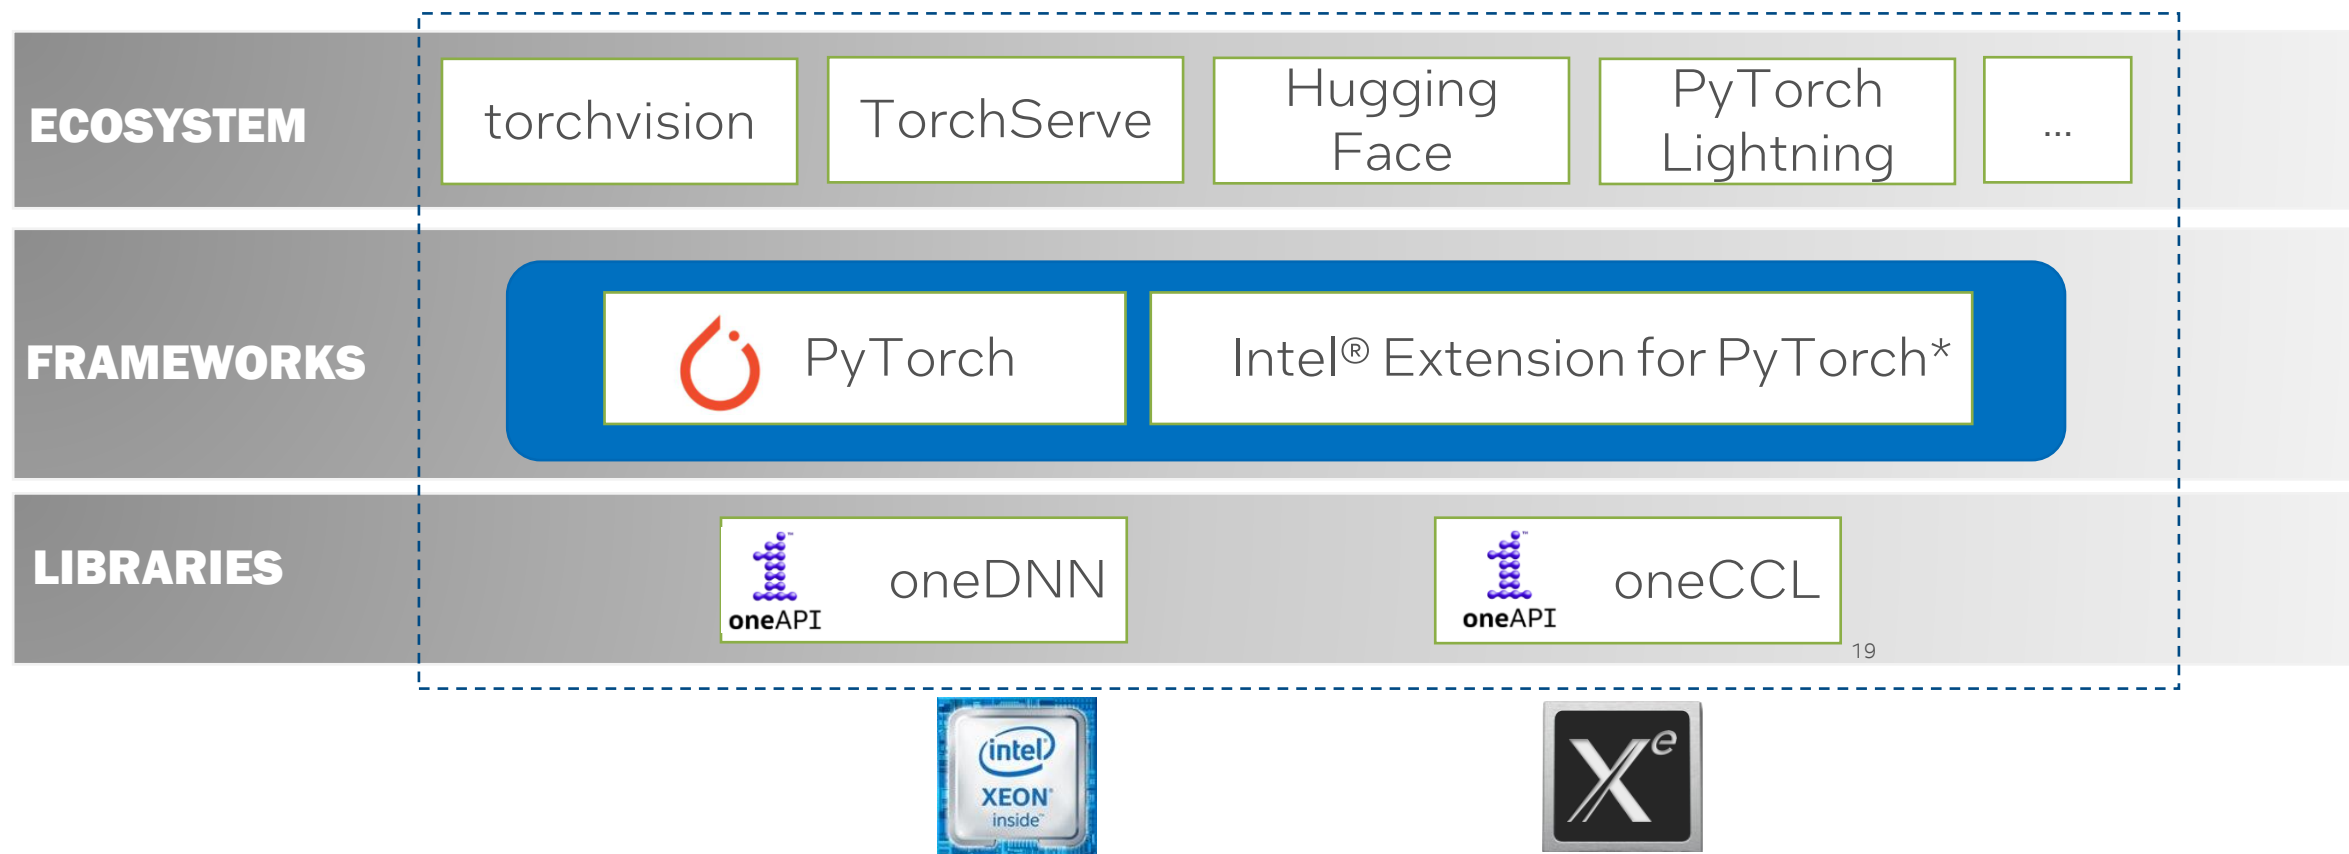 ECOSYSTEM
torchvision
TorchServe
Hugging
Face
PyTorch
Lightning
...
FRAMEWORKS
PyTorch
Intel® Extension for PyTorch*
LIBRARIES
oneAPI
oneDNN
oneAPI
oneCCL
19
intel
XEON
inside™
Xe